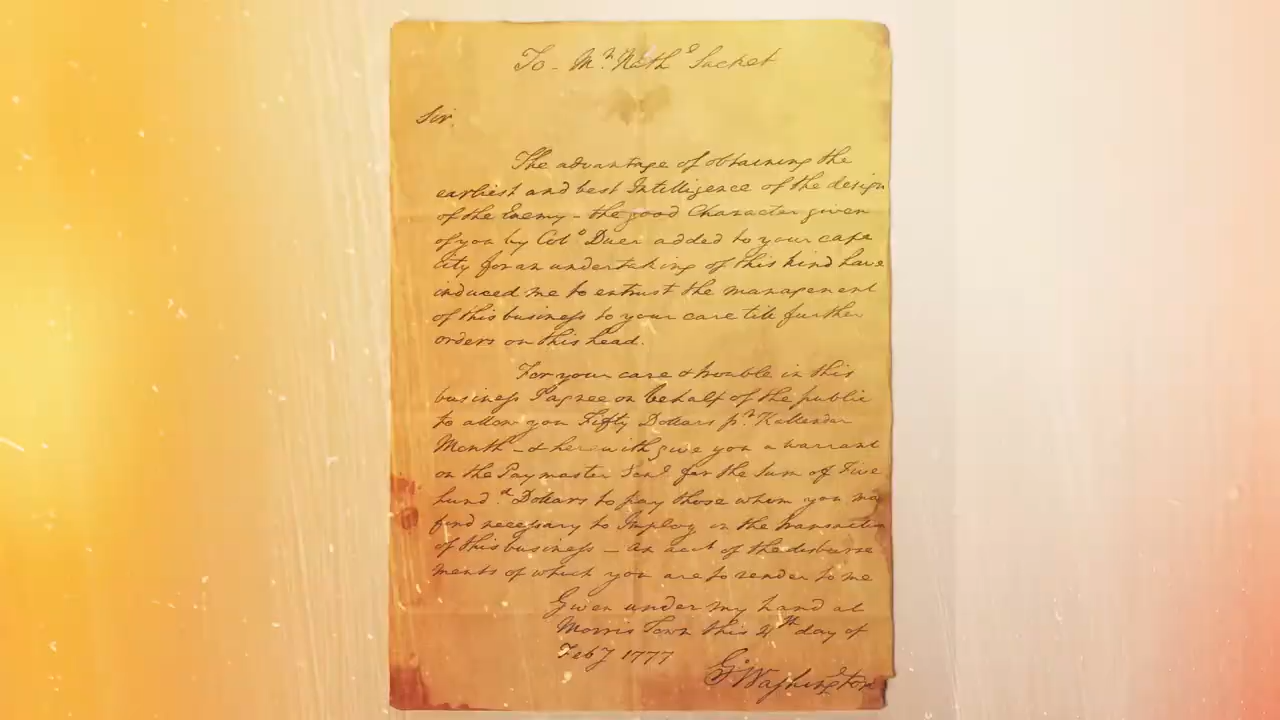 To - Mr. Nathl Sacket
Sir,
The advantage of obtaining the
earliest and best Intelligence of the design
of the Enemy - the good Character given
of you by Colo Duer added to your capa
city for an undertaking of this kind have
induced me to entrust the management
of this business to your care till further
orders on this head.
For your care & trouble in this
business I agree on behalf of the public
to allow you Fifty Dollars pr. Kallender
Month - & herewith give you a warrant
on the Paymaster Genl for the sum of Five
hundd Dollars to pay those whom you may
find necessary to Imploy in the transaction
of this business - an acct of the disburse
ments of which you are to render to me
Given under my hand at
Morris Town this 4th day of
Feby 1777
Go Washington